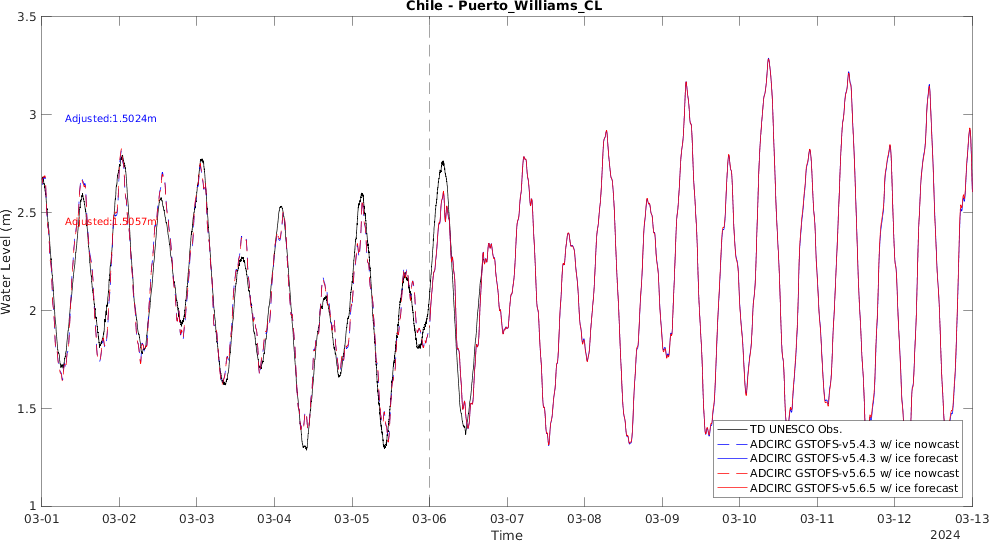 Chile - Puerto_Williams_CL
3.5
3
2.5
2
1.5
1
Water Level (m)
Adjusted:1.5024m
Adjusted:1.5057m
TD UNESCO Obs.
ADCIRC GSTOFS-v5.4.3 w/ ice nowcast
ADCIRC GSTOFS-v5.4.3 w/ ice forecast
ADCIRC GSTOFS-v5.6.5 w/ ice nowcast
ADCIRC GSTOFS-v5.6.5 w/ ice forecast
03-01 03-02 03-03 03-04 03-05 03-06 03-07 03-08 03-09 03-10 03-11 03-12 03-13
Time
2024